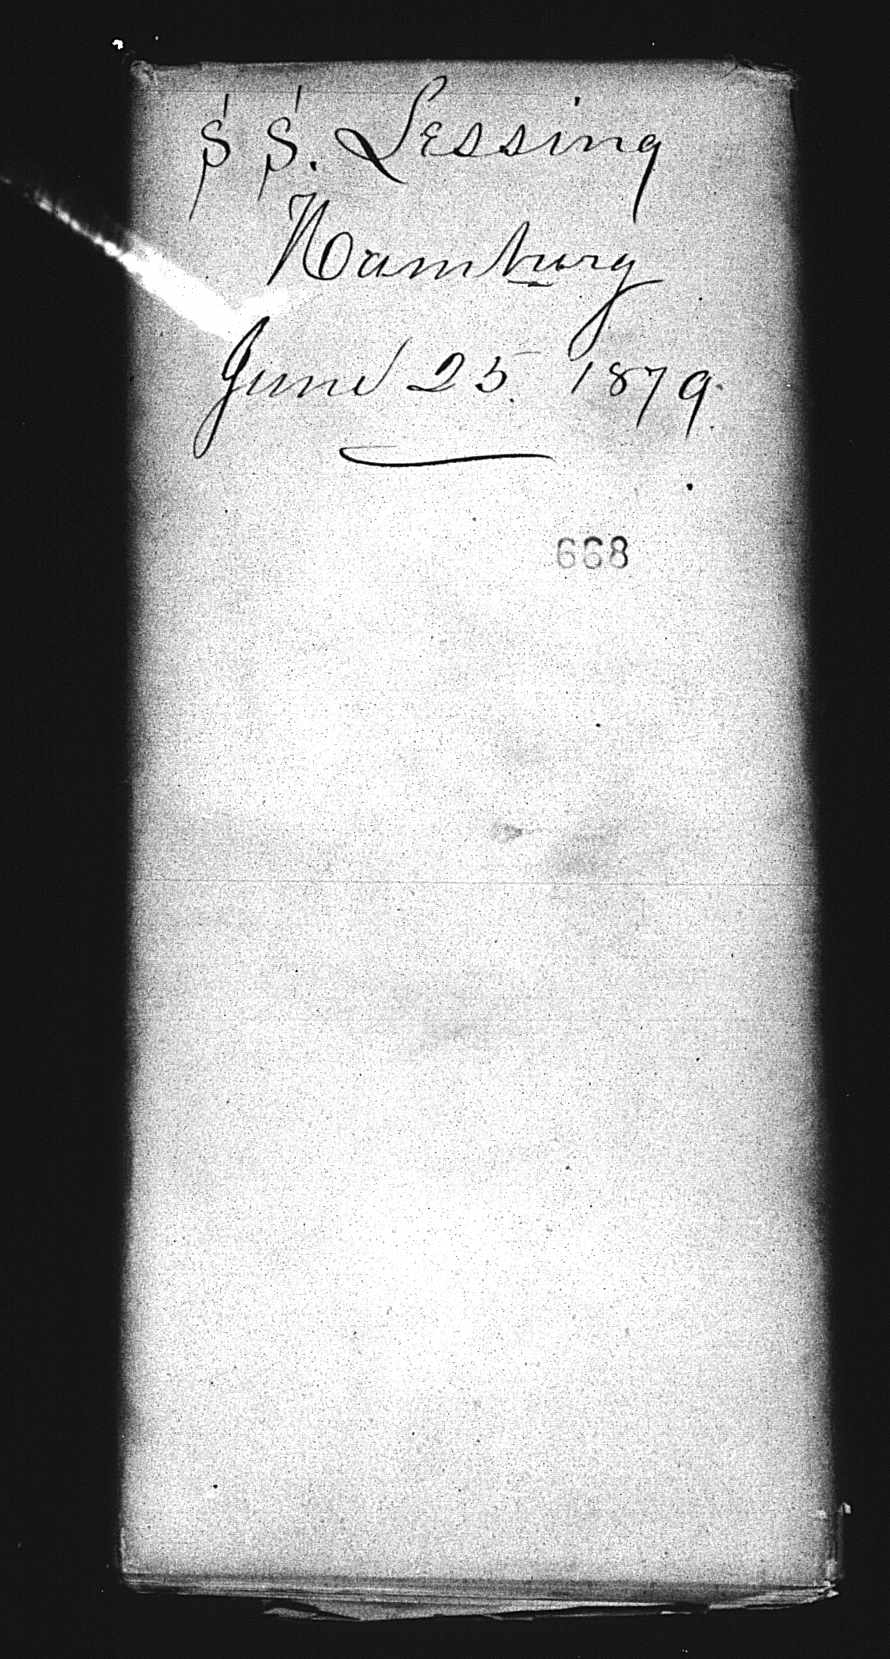 S S. Lessing
Hamburg
June 25. 1879.
668